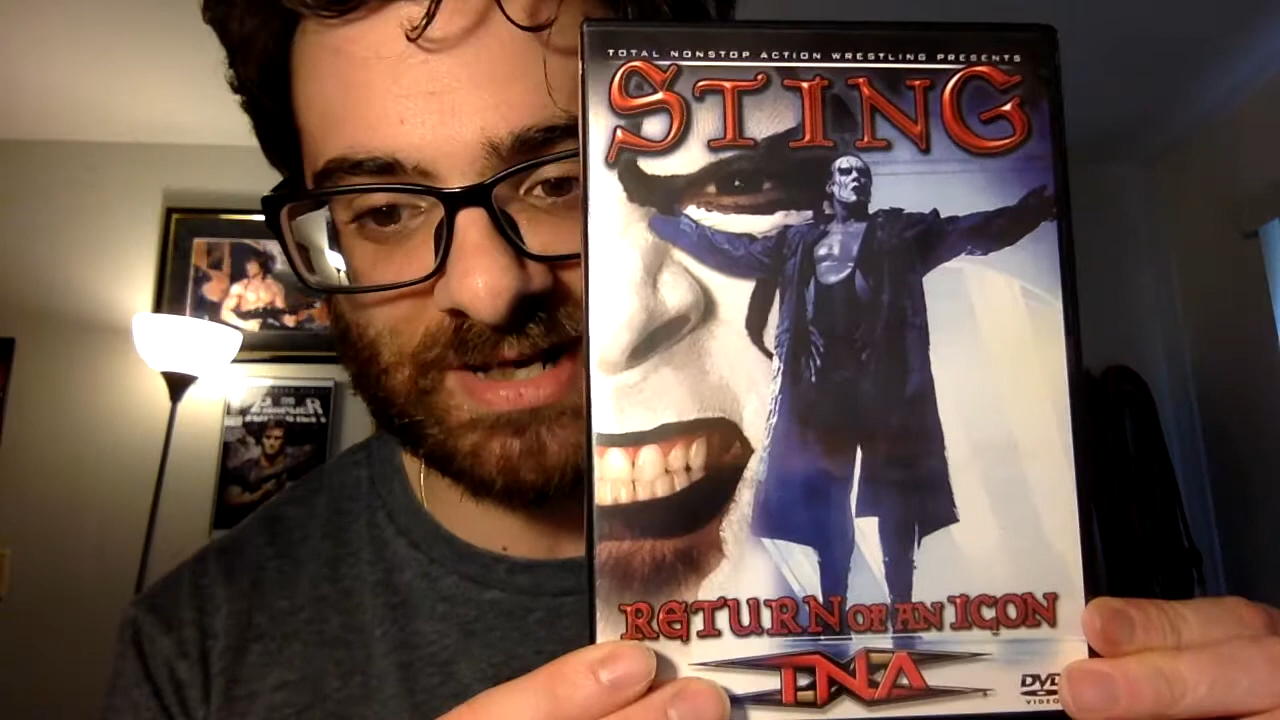 TOTAL NONSTOP ACTION WRESTLING PRESENTS
STING
RETURN OF AN ICON
TNA
DVD
VIDEO